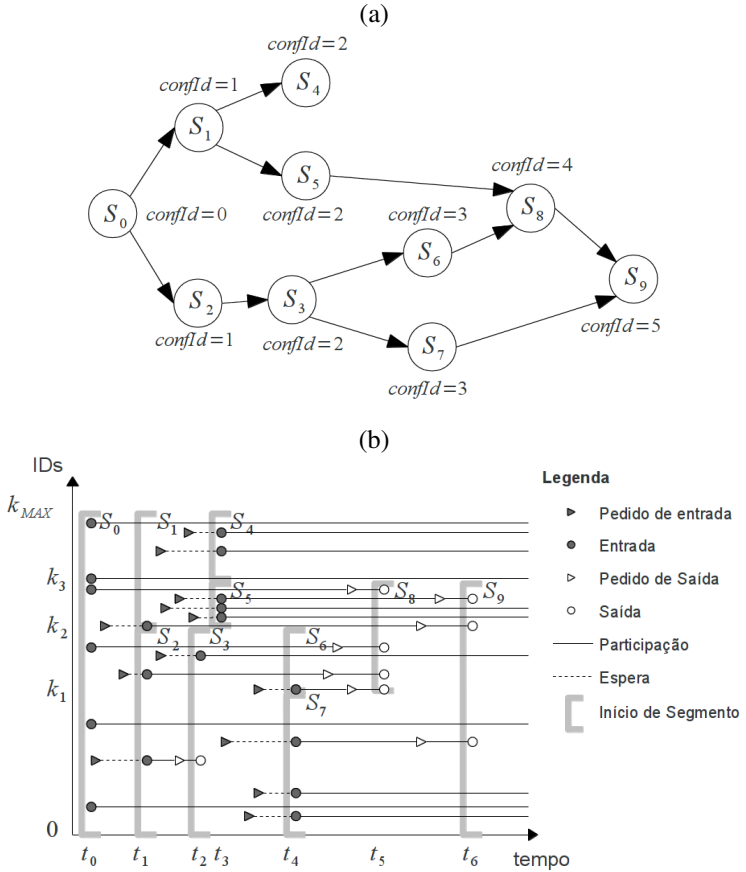 (a)
confId=2
confId=1
S4
S1
S5
confId=4
S0
confId=0
confId=2
confId=3
S8
S6
S9
S2
S3
confId=1
confId=2
S7
confId=5
confId=3
(b)
IDs
Legenda
kMAX
S0
S1
S4
Pedido de entrada
Entrada
k3
S5
S8
S9
Pedido de Saída
Saída
k2
S2
S3
S6
Participação
k1
S7
Espera
Início de Segmento
0
t0
t1
t2
t3
t4
t5
t6
tempo